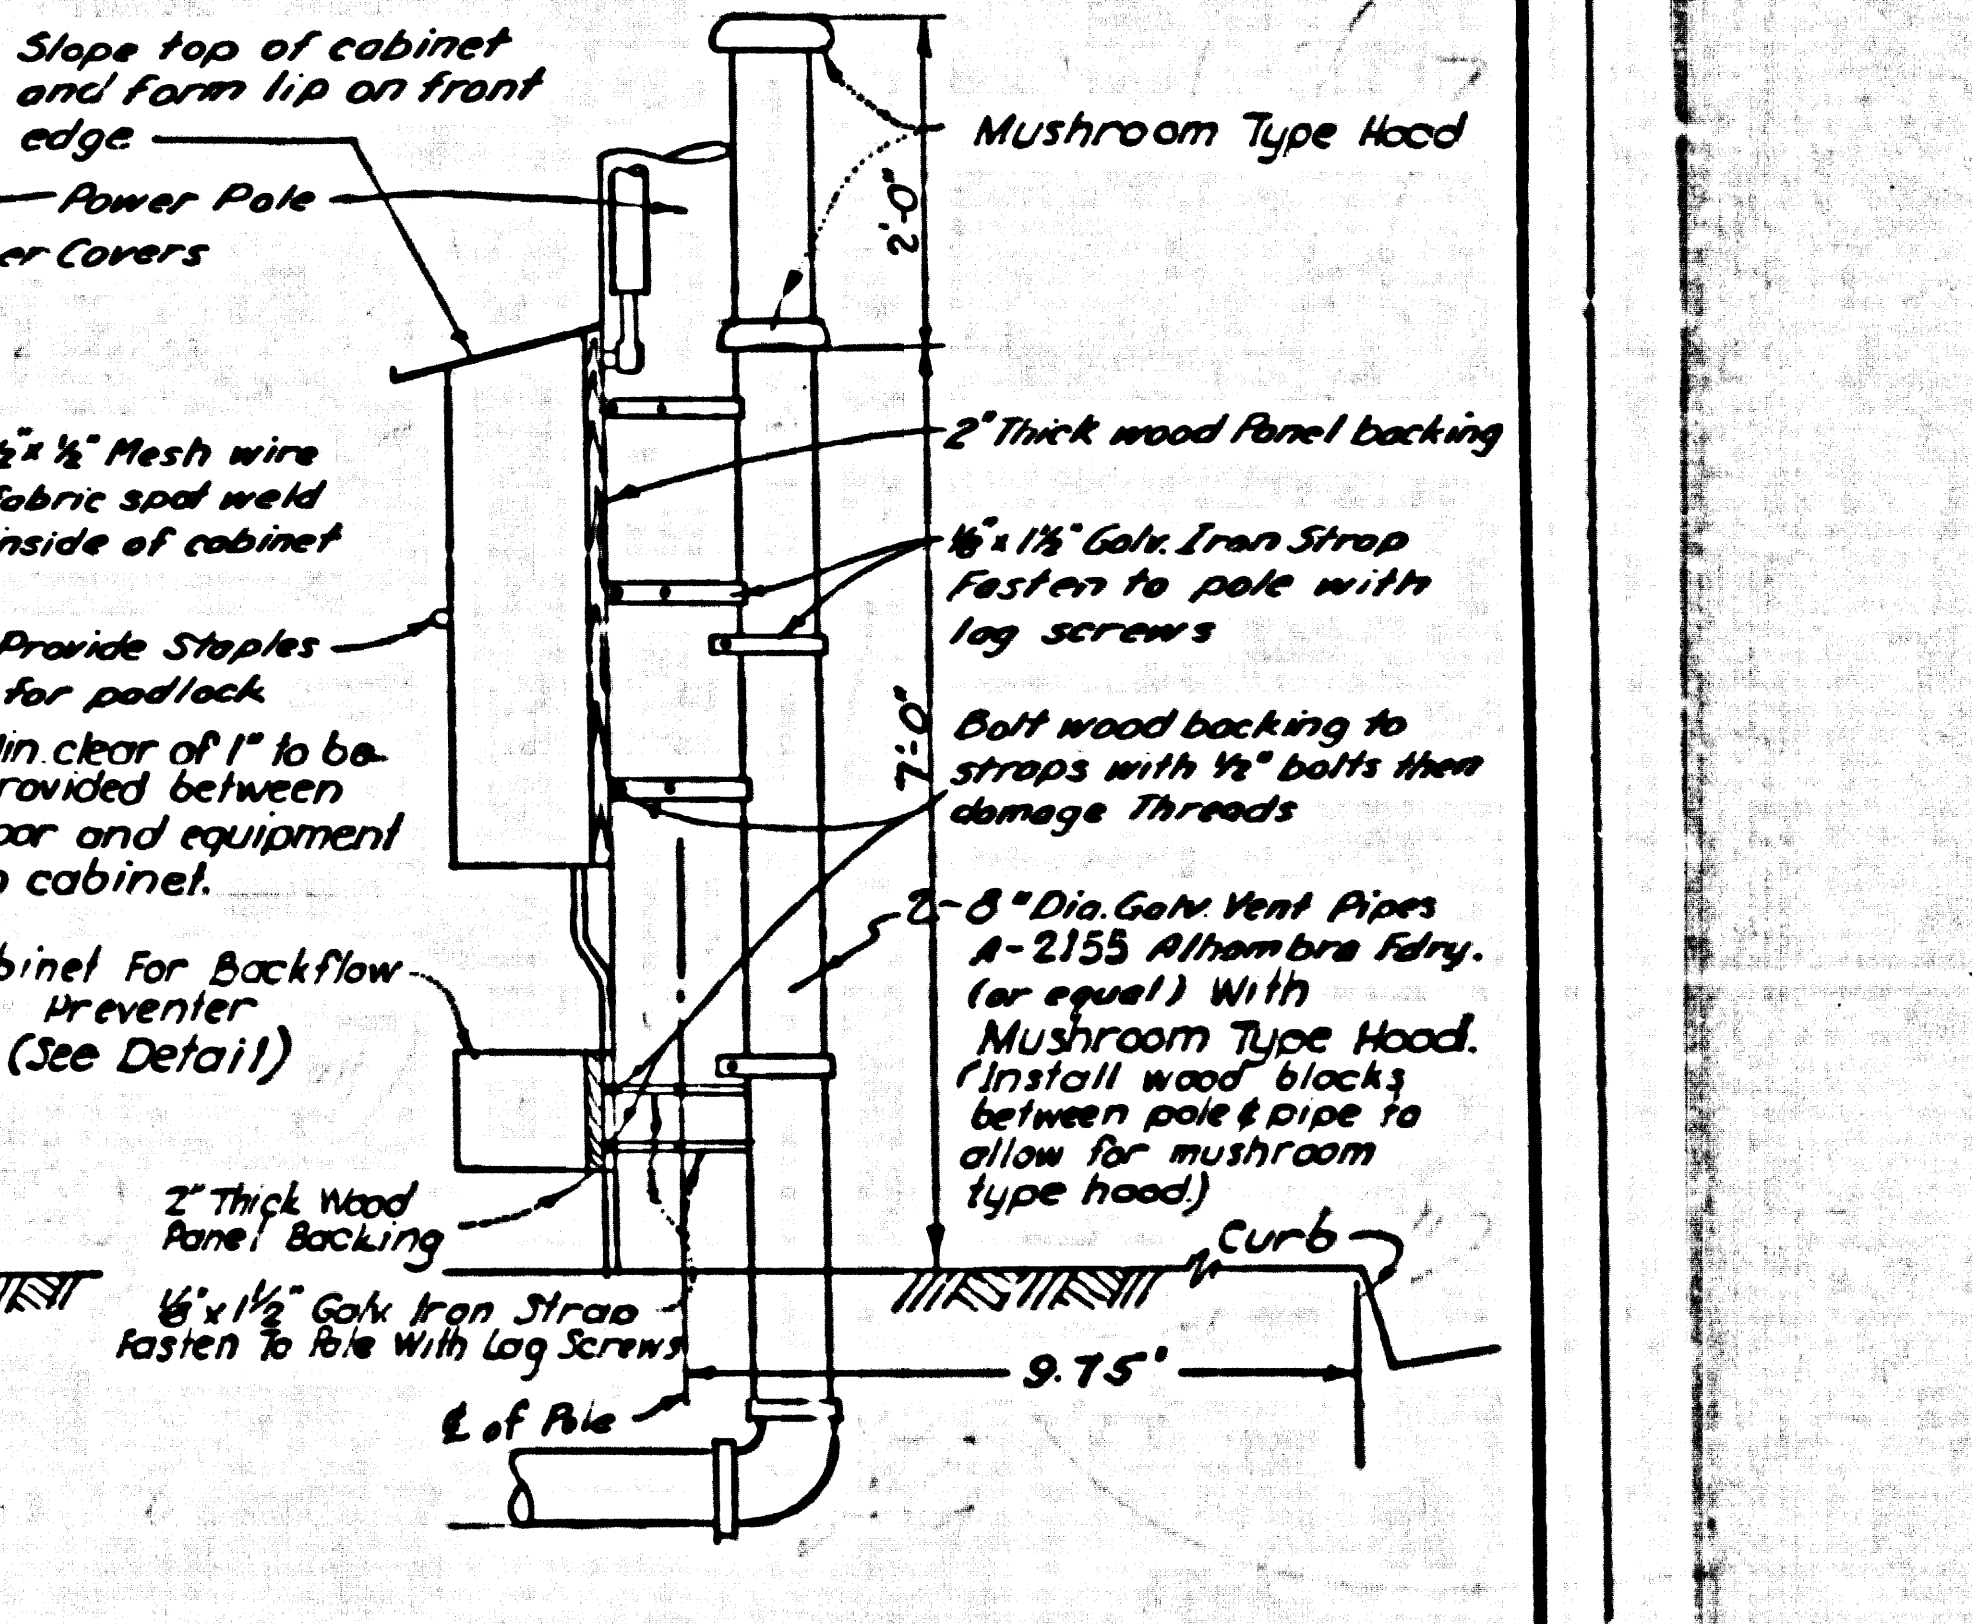 Slope top of cabinet
and form lip on front
edge
Power Pole
Covers
½" x ½" Mesh wire
fabric spot weld
inside of cabinet
Provide Staples
for padlock
Min. clear of 1" to be
provided between
and equipment
cabinet.
For Backflow
Preventer
(See Detail)
2" Thick Wood
Panel Backing
⅛" x 1½" Galv. Iron Strap
Fasten To Pole With Lag Screws
℄ of Pole
Mushroom Type Hood
2'-0"
2" Thick wood Panel backing
⅛" x 1½" Galv. Iron Strap
Fasten to pole with
lag screws
7'-0"
Bolt wood backing to
straps with ½" bolts then
damage Threads
2-8" Dia. Galv. Vent Pipes
A-2155 Alhambra Fdry.
(or equal) With
Mushroom Type Hood.
(Install wood blocks
between pole & pipe to
allow for mushroom
type hood.)
Curb
9.75'